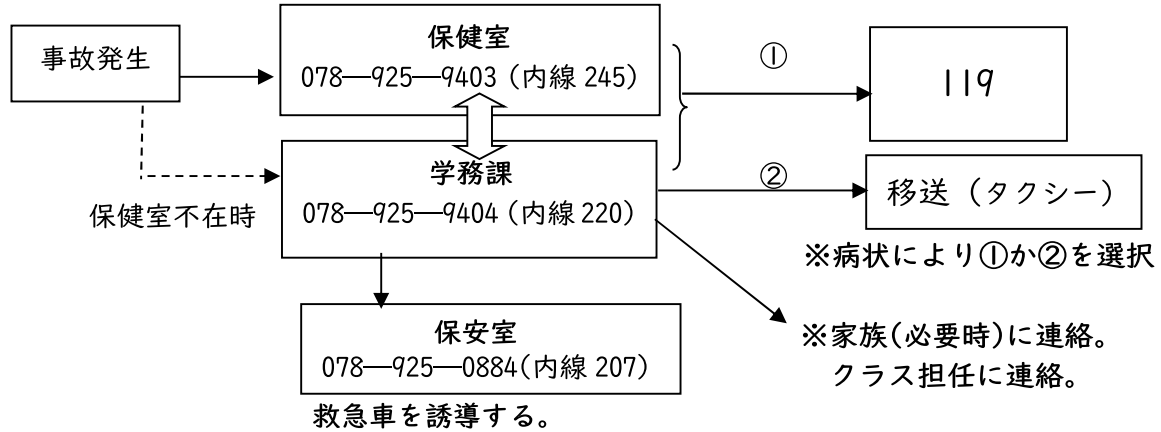 事故発生
保健室
078―925―9403（内線 245）
①
119
学務課
078―925―9404（内線 220）
②
移送（タクシー）
保健室不在時
※病状により①か②を選択
保安室
078―925―0884(内線 207)
※家族(必要時)に連絡。
クラス担任に連絡。
救急車を誘導する。